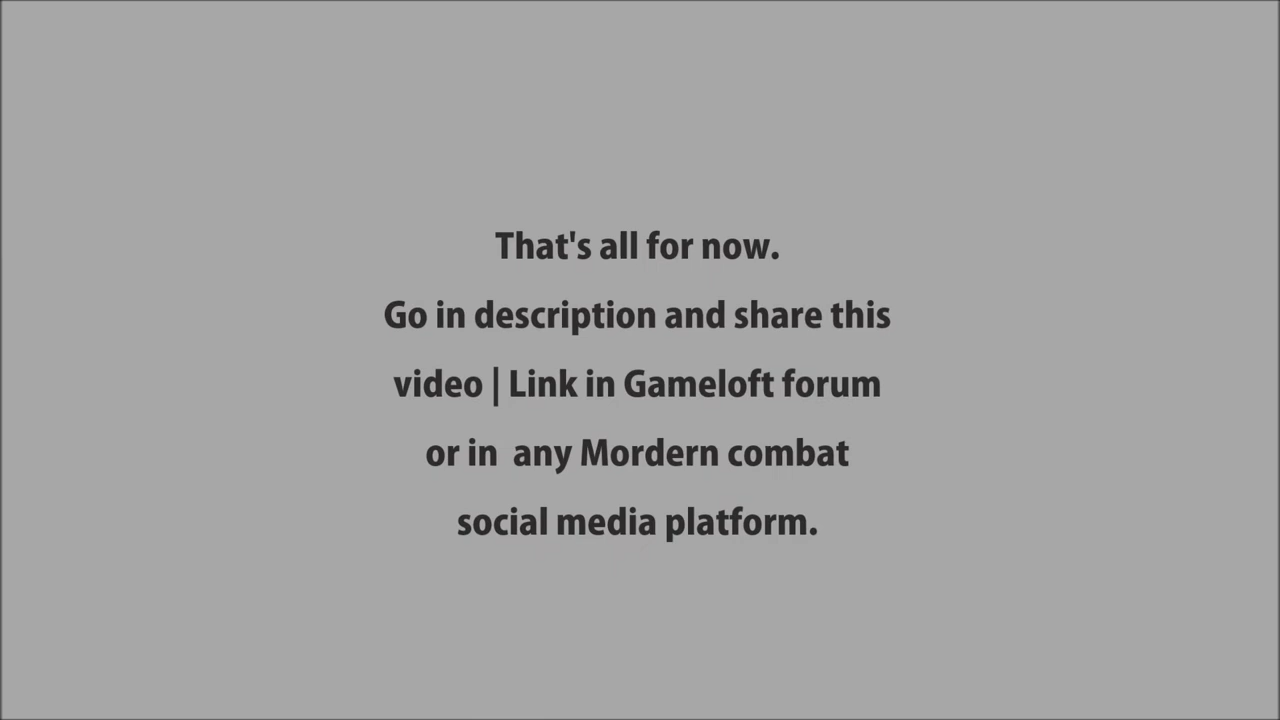 That's all for now.
Go in description and share this
video | Link in Gameloft forum
or in  any Mordern combat
social media platform.